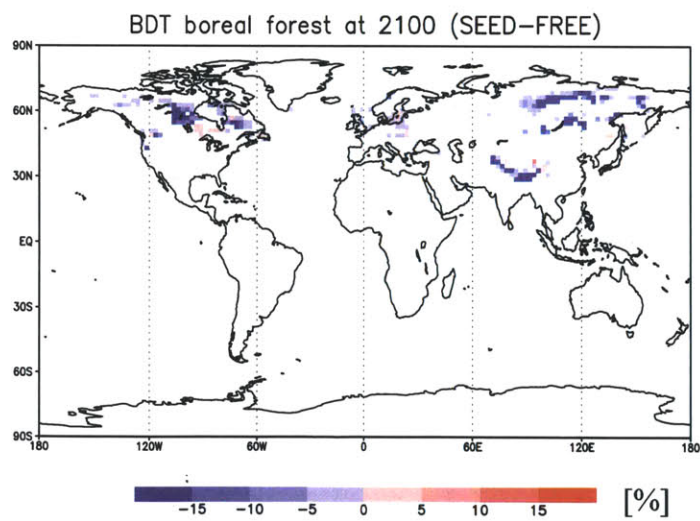 BDT boreal forest at 2100 (SEED-FREE)
90N
60N
30N
EQ
30S
60S
90S
180 120W 60W 0 60E 120E 180
-15 -10 -5 0 5 10 15 [%]